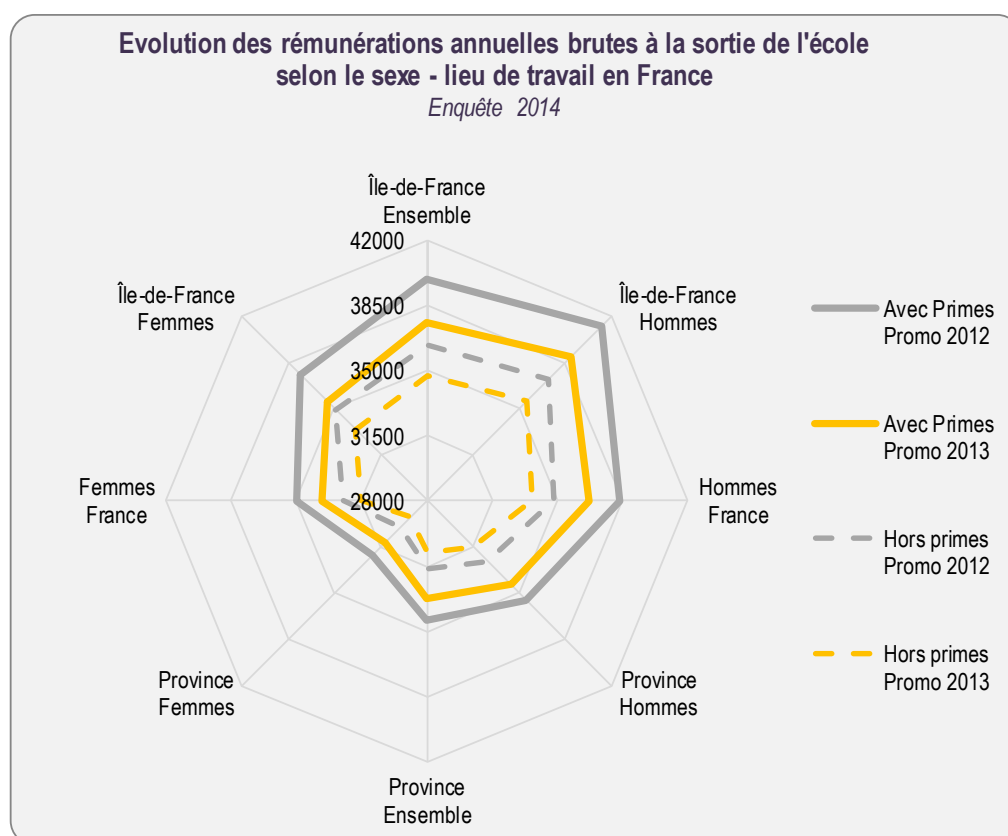 Evolution des rémunérations annuelles brutes à la sortie de l'école
selon le sexe - lieu de travail en France
Enquête 2014
Île-de-France
Ensemble
42000
38500
35000
31500
28000
Île-de-France
Hommes
Hommes
France
Province
Hommes
Province
Ensemble
Province
Femmes
Femmes
France
Île-de-France
Femmes
Avec Primes
Promo 2012
Avec Primes
Promo 2013
Hors primes
Promo 2012
Hors primes
Promo 2013